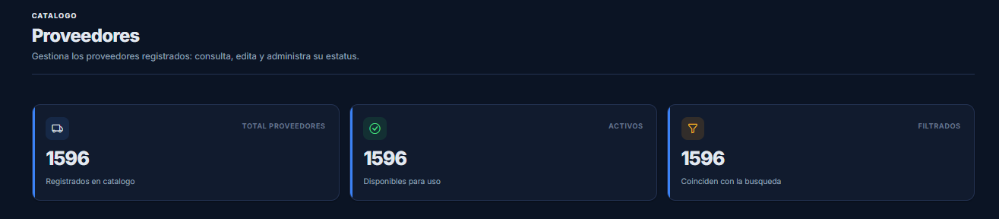 CATALOGO
Proveedores
Gestiona los proveedores registrados: consulta, edita y administra su estatus.
TOTAL PROVEEDORES
1596
Registrados en catalogo
ACTIVOS
1596
Disponibles para uso
FILTRADOS
1596
Coinciden con la busqueda